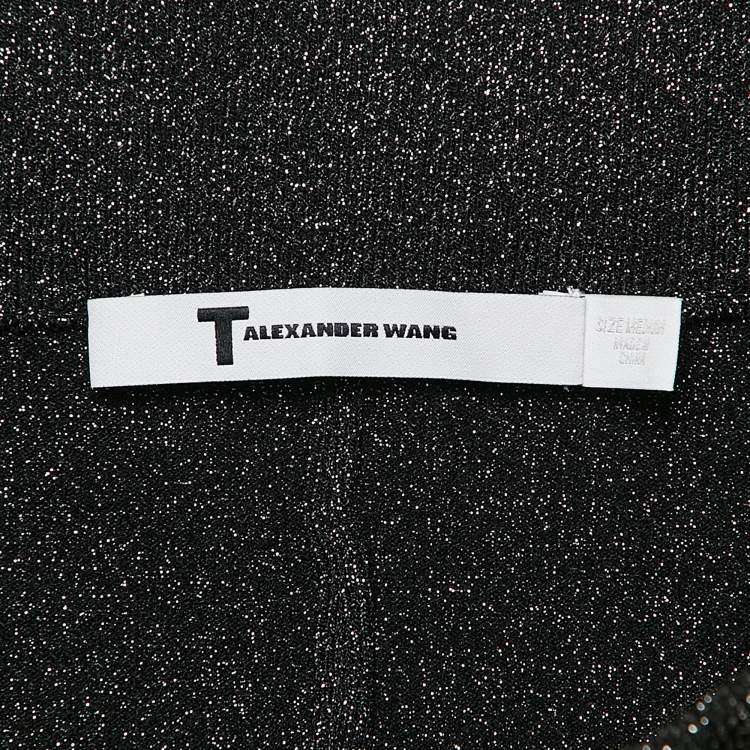 T ALEXANDER WANG
SIZE MEDIUM
MADE IN
CHINA